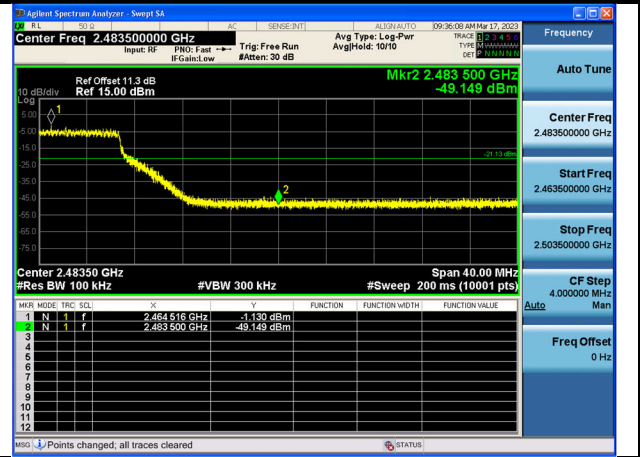 Agilent Spectrum Analyzer - Swept SA
RL 50 Ω AC SENSE:INT ALIGN AUTO 09:36:08 AM Mar 17, 2023
Center Freq 2.483500000 GHz
Input: RF PNO: Fast Trig: Free Run
IFGain:Low #Atten: 30 dB
Avg Type: Log-Pwr
Avg|Hold: 10/10
TRACE 1 2 3 4 5 6
TYPE M
DET P N N N N N
Ref Offset 11.3 dB
10 dB/div Ref 15.00 dBm
Log
Mkr2 2.483 500 GHz
-49.149 dBm
5.00
-5.00
-15.0
-25.0
-35.0
-45.0
-55.0
-65.0
-75.0
1
2
-21.13 dBm
Center 2.48350 GHz Span 40.00 MHz
#Res BW 100 kHz #VBW 300 kHz #Sweep 200 ms (10001 pts)
MKR MODE TRC SCL X Y FUNCTION FUNCTION WIDTH FUNCTION VALUE
1 N 1 f 2.464 516 GHz -1.130 dBm
2 N 1 f 2.483 500 GHz -49.149 dBm
3
4
5
6
7
8
9
10
11
12
MSG Points changed; all traces cleared STATUS
Frequency
Auto Tune
Center Freq
2.483500000 GHz
Start Freq
2.463500000 GHz
Stop Freq
2.503500000 GHz
CF Step
4.000000 MHz
Auto Man
Freq Offset
0 Hz